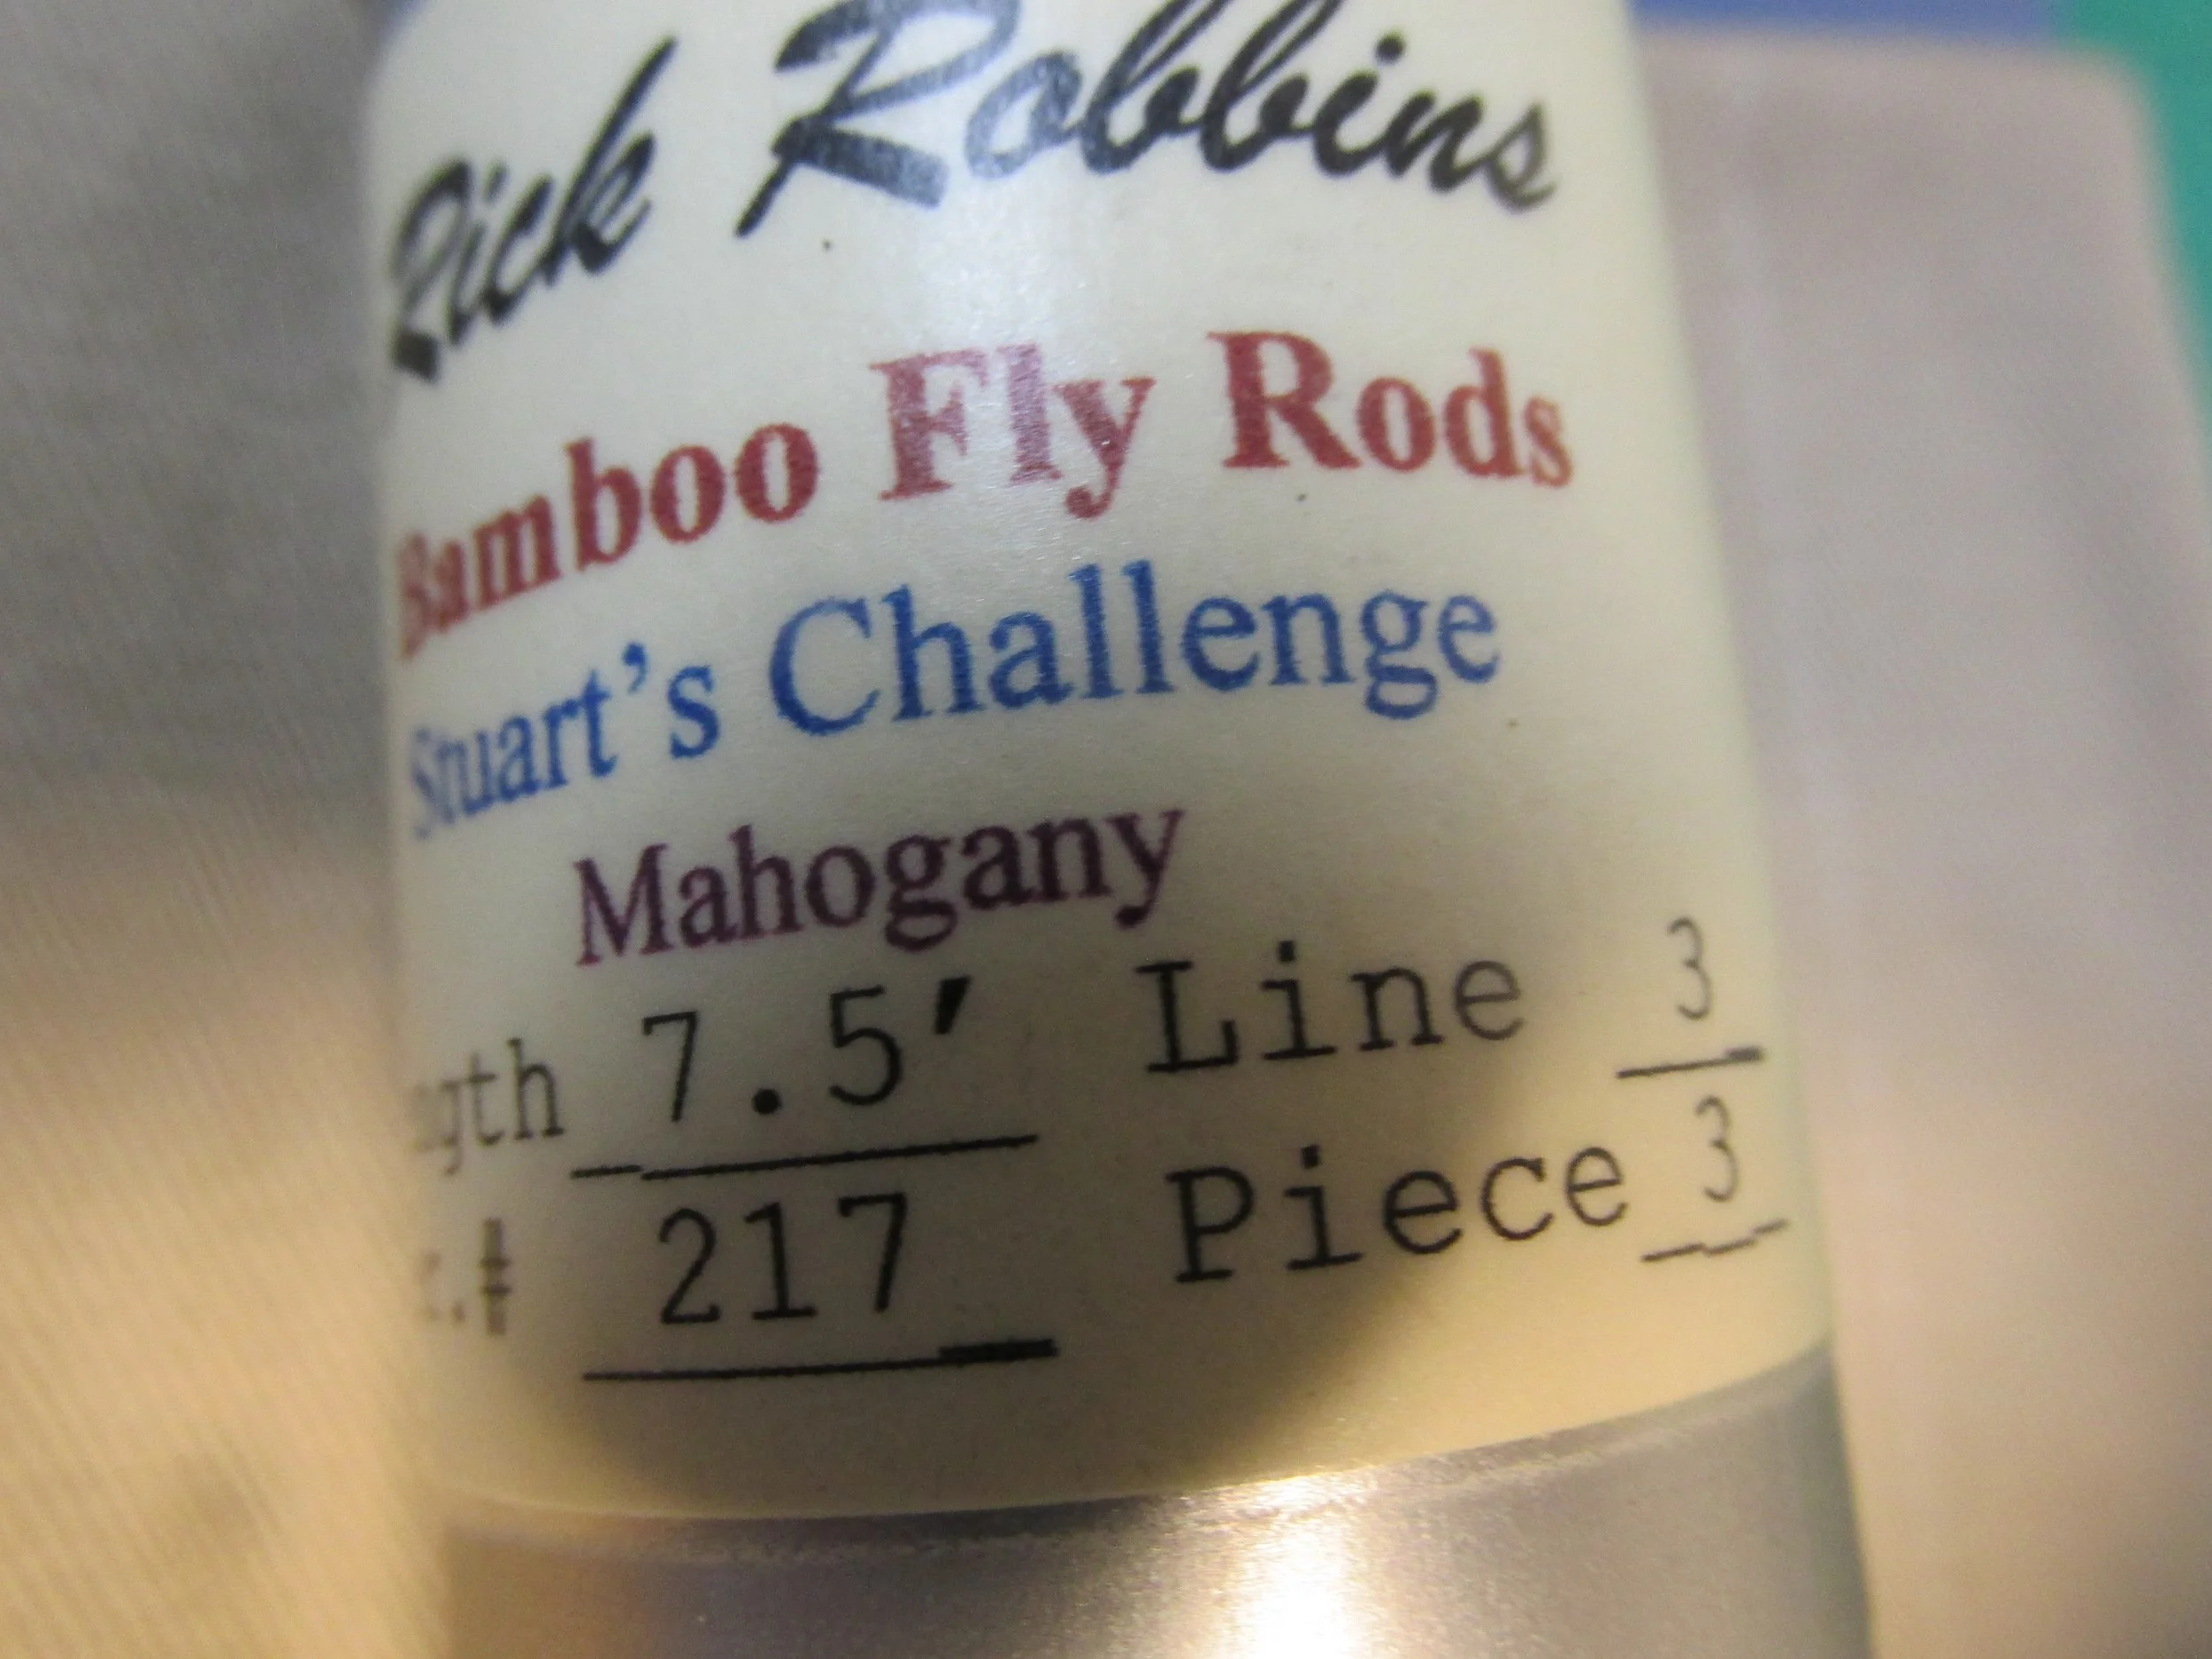 Rick Robbins
Bamboo Fly Rods
Stuart's Challenge
Mahogany
7.5' Line 3
217 Piece 3